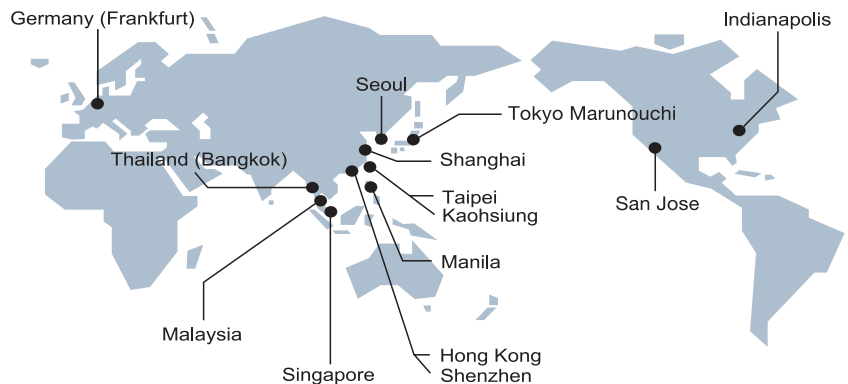 Germany (Frankfurt)
Indianapolis
Seoul
Tokyo Marunouchi
Thailand (Bangkok)
Shanghai
Taipei
Kaohsiung
San Jose
Manila
Malaysia
Hong Kong
Shenzhen
Singapore